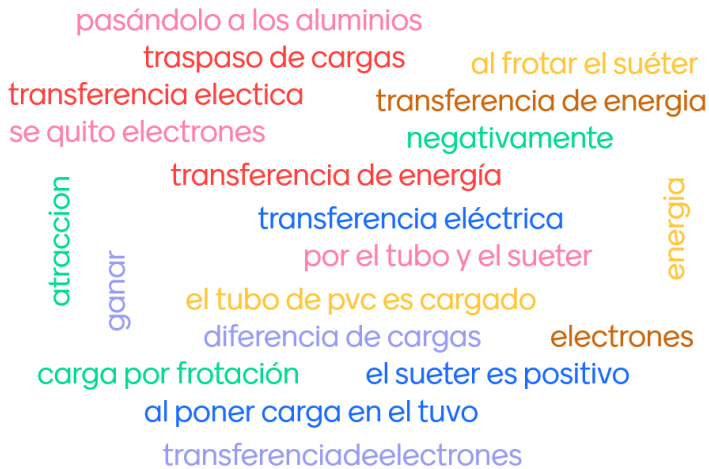 pasándolo a los aluminios
traspaso de cargas
al frotar el suéter
transferencia electica
transferencia de energia
se quito electrones
negativamente
transferencia de energía
atraccion
energia
transferencia eléctrica
por el tubo y el sueter
ganar
el tubo de pvc es cargado
diferencia de cargas
electrones
carga por frotación
el sueter es positivo
al poner carga en el tuvo
transferenciadeelectrones